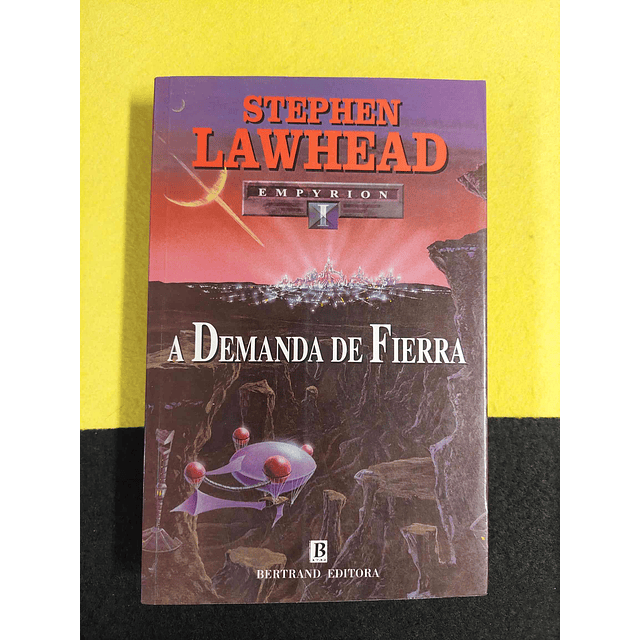 STEPHEN
LAWHEAD
EMPYRION
I
A DEMANDA DE FIERRA
B
BERTRAND EDITORA